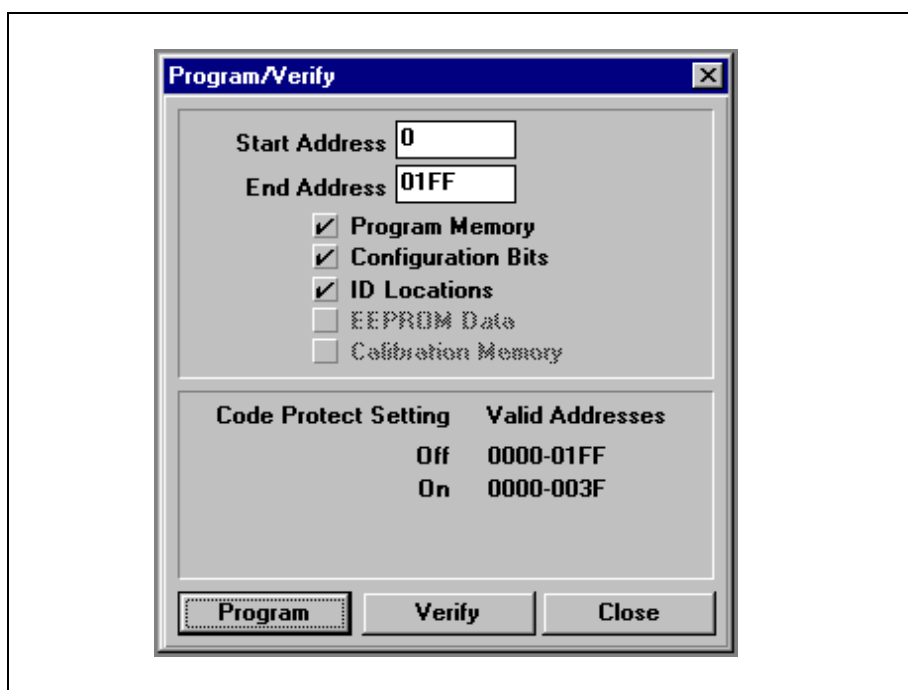 Program/Verify
Start Address 0
End Address 01FF
Program Memory
Configuration Bits
ID Locations
EEPROM Data
Calibration Memory
Code Protect Setting Valid Addresses
Off 0000-01FF
On 0000-003F
Program Verify Close